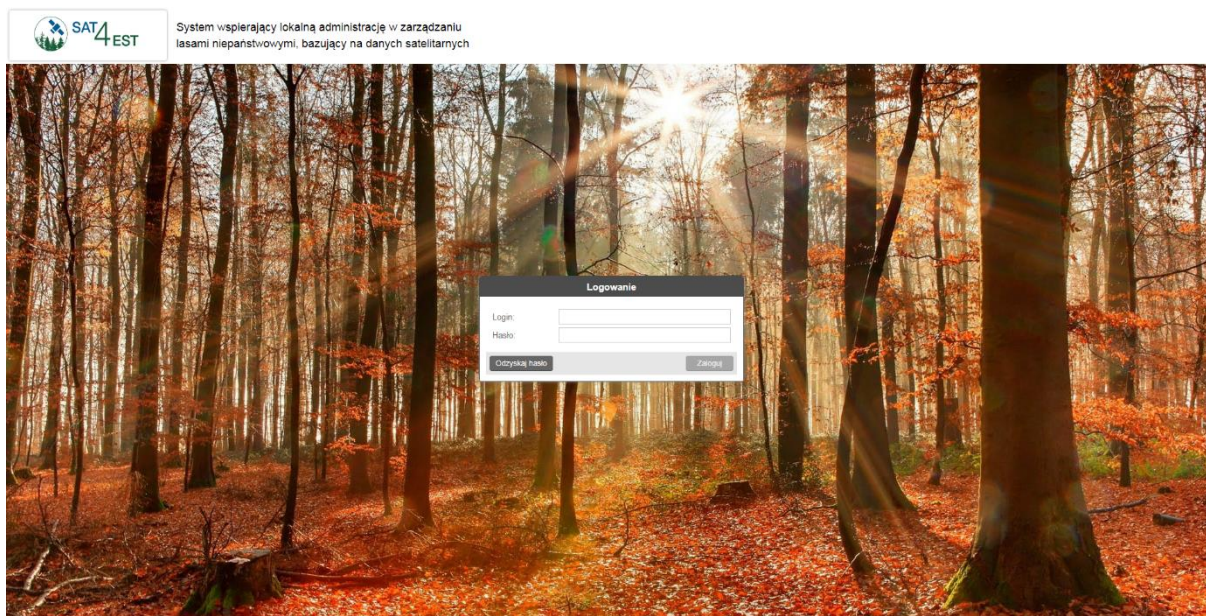 SAT4EST
System wspierający lokalną administrację w zarządzaniu
lasami niepaństwowymi, bazujący na danych satelitarnych
Logowanie
Login:
Hasło:
Odzyskaj hasło
Zaloguj